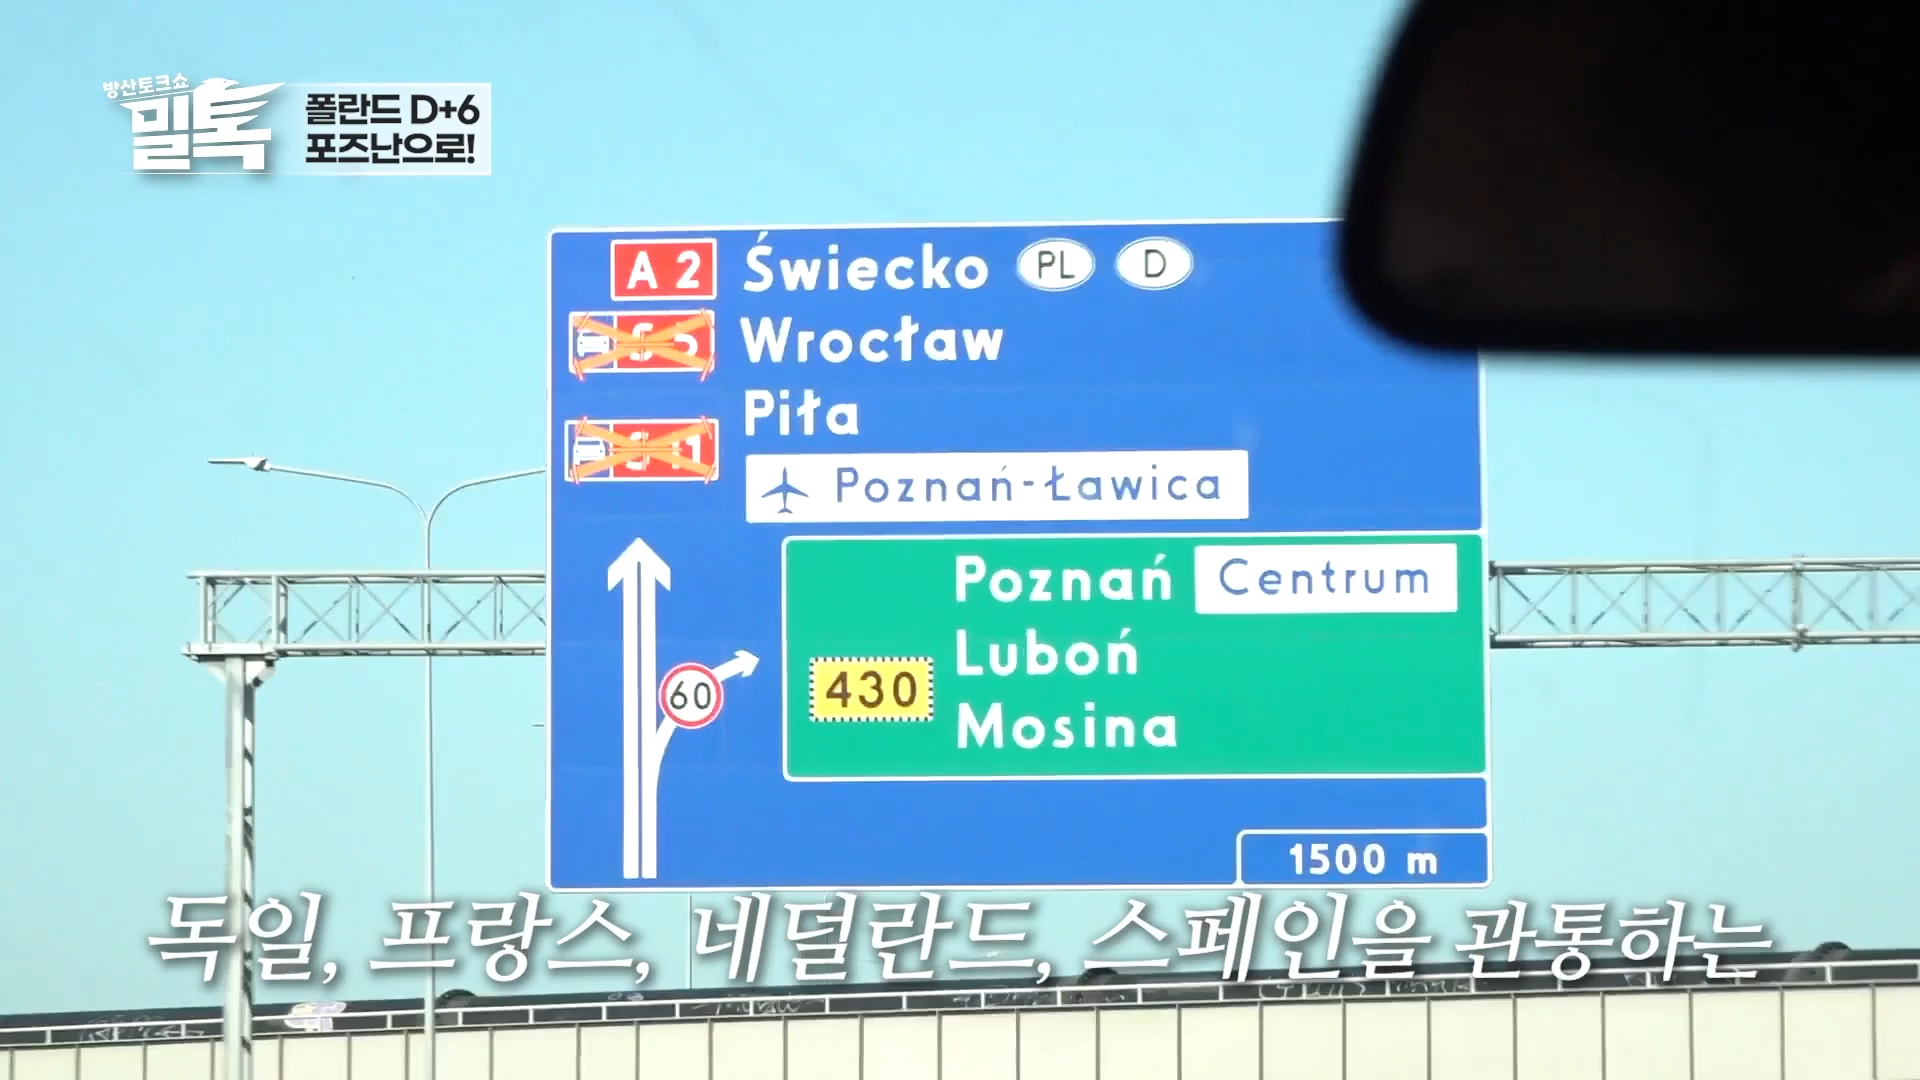 방산토크쇼
밀톡
폴란드 D+6
포즈난으로!
A 2 Świecko PL D
S 5 Wrocław
Piła
S 11
Poznań-Ławica
Poznań Centrum
Luboń
430
Mosina
60
1500 m
독일, 프랑스, 네덜란드, 스페인을 관통하는